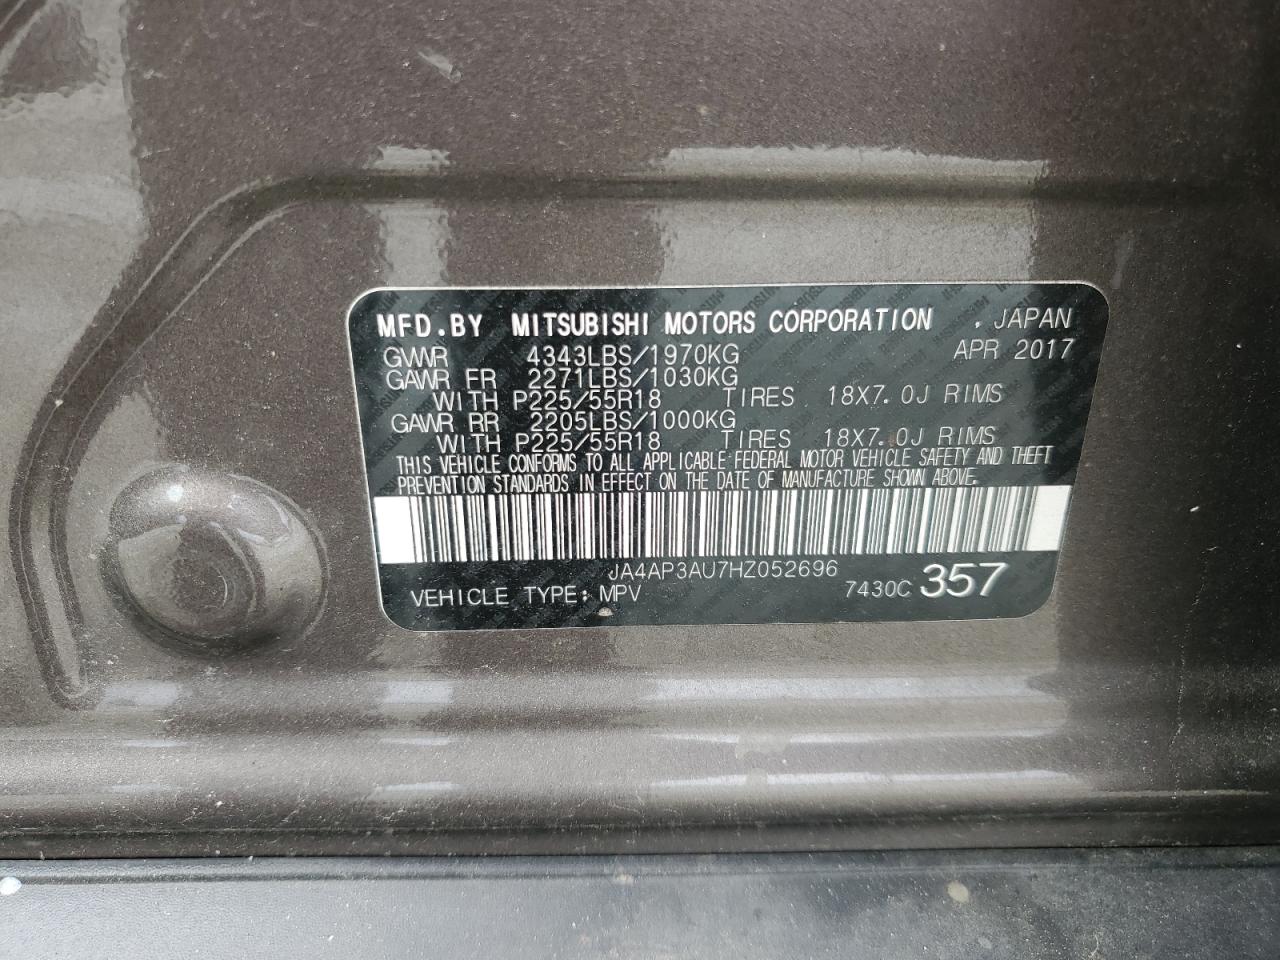 MFD.BY MITSUBISHI MOTORS CORPORATION , JAPAN
GVWR 4343LBS/1970KG APR 2017
GAWR FR 2271LBS/1030KG
WITH P225/55R18 TIRES 18X7.0J RIMS
GAWR RR 2205LBS/1000KG
WITH P225/55R18 TIRES 18X7.0J RIMS
THIS VEHICLE CONFORMS TO ALL APPLICABLE FEDERAL MOTOR VEHICLE SAFETY AND THEFT
PREVENTION STANDARDS IN EFFECT ON THE DATE OF MANUFACTURE SHOWN ABOVE.
JA4AP3AU7HZ052696
VEHICLE TYPE: MPV 7430C 357